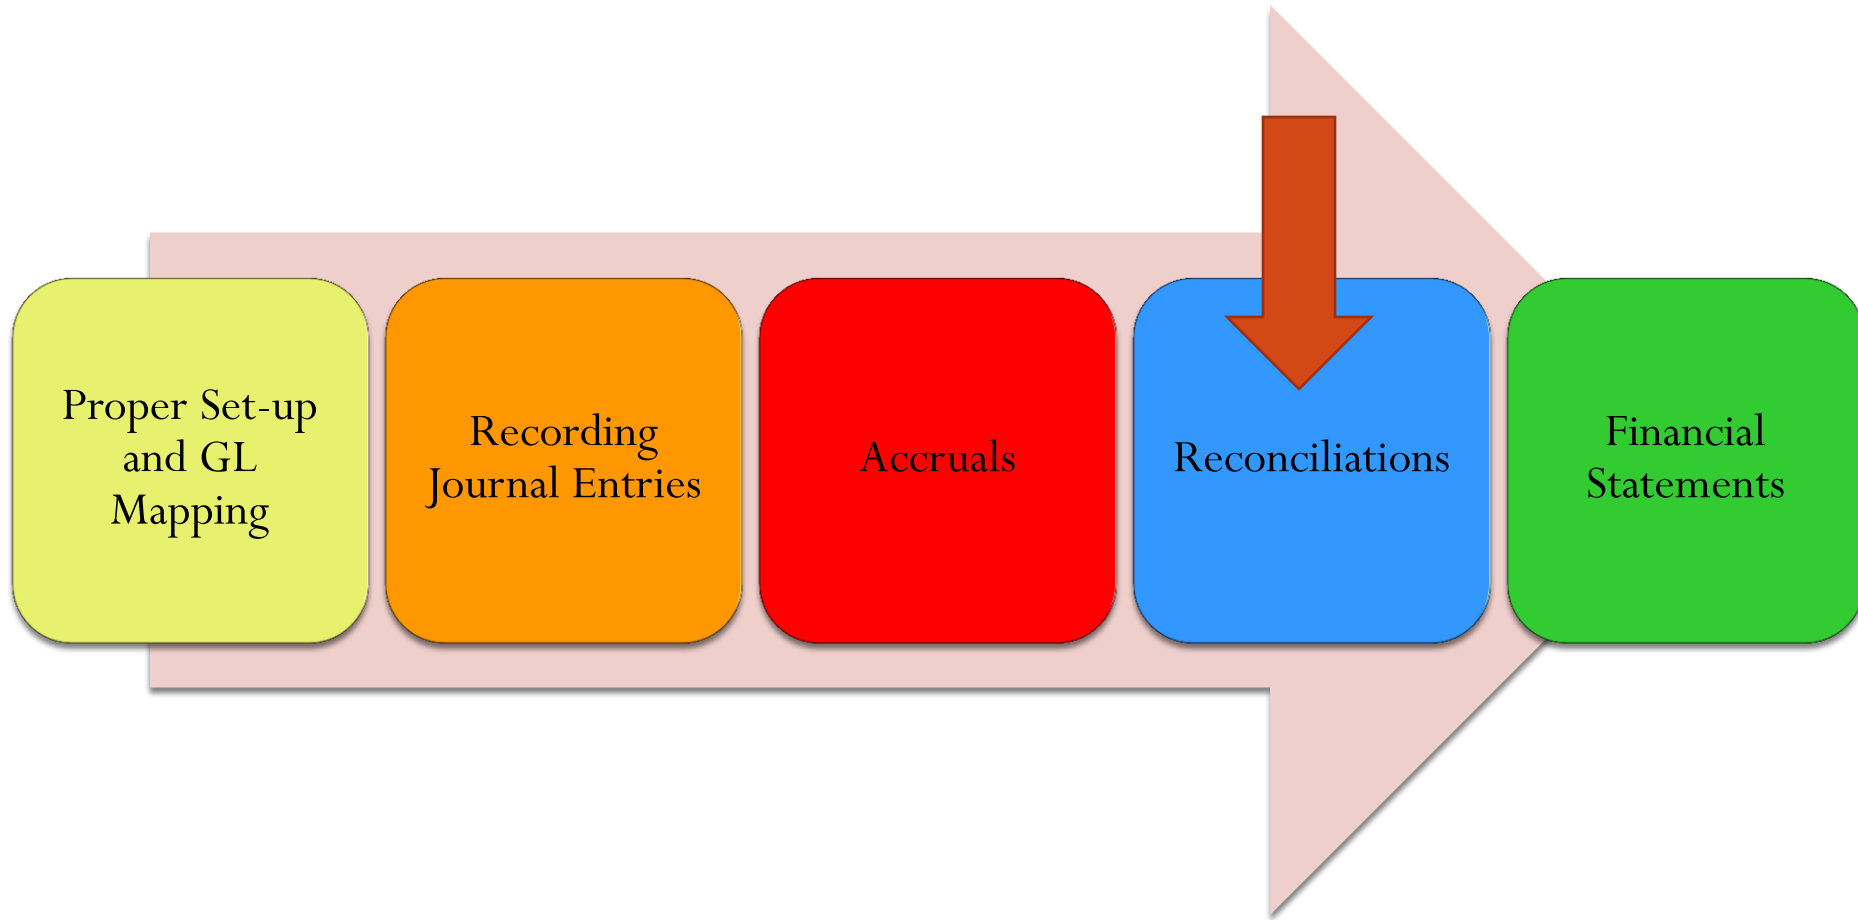 Proper Set-up
and GL
Mapping
Recording
Journal Entries
Accruals
Reconciliations
Financial
Statements